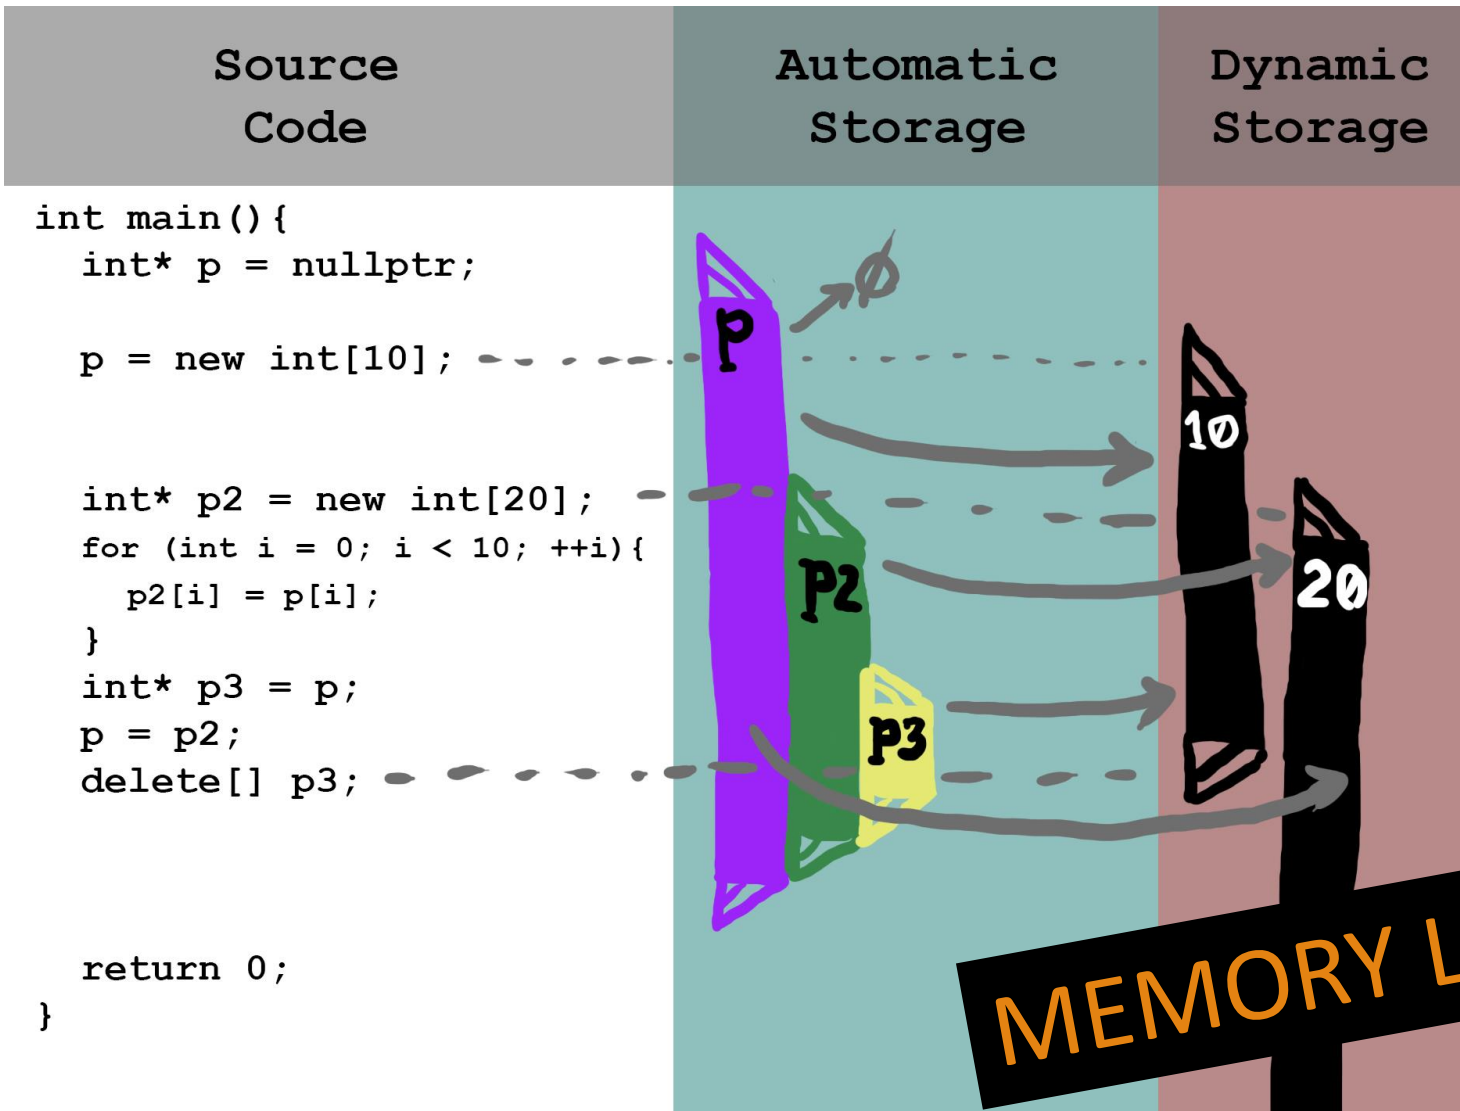 Source
Code
Automatic
Storage
Dynamic
Storage
int main(){
int* p = nullptr;
p = new int[10];
int* p2 = new int[20];
for (int i = 0; i < 10; ++i){
p2[i] = p[i];
}
int* p3 = p;
p = p2;
delete[] p3;
return 0;
}
p
Ø
10
p2
20
p3
MEMORY L